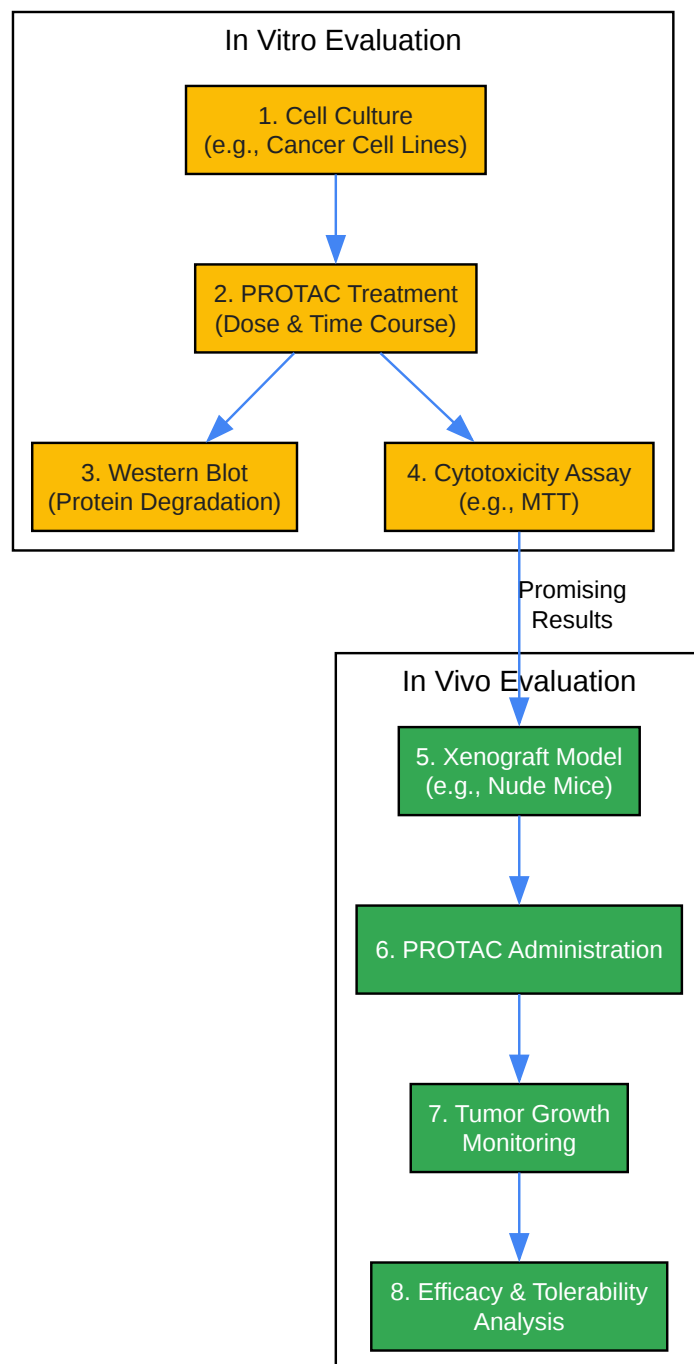 In Vitro Evaluation
1. Cell Culture
(e.g., Cancer Cell Lines)
2. PROTAC Treatment
(Dose & Time Course)
3. Western Blot
(Protein Degradation)
4. Cytotoxicity Assay
(e.g., MTT)
Promising
Results
In Vivo Evaluation
5. Xenograft Model
(e.g., Nude Mice)
6. PROTAC Administration
7. Tumor Growth
Monitoring
8. Efficacy & Tolerability
Analysis